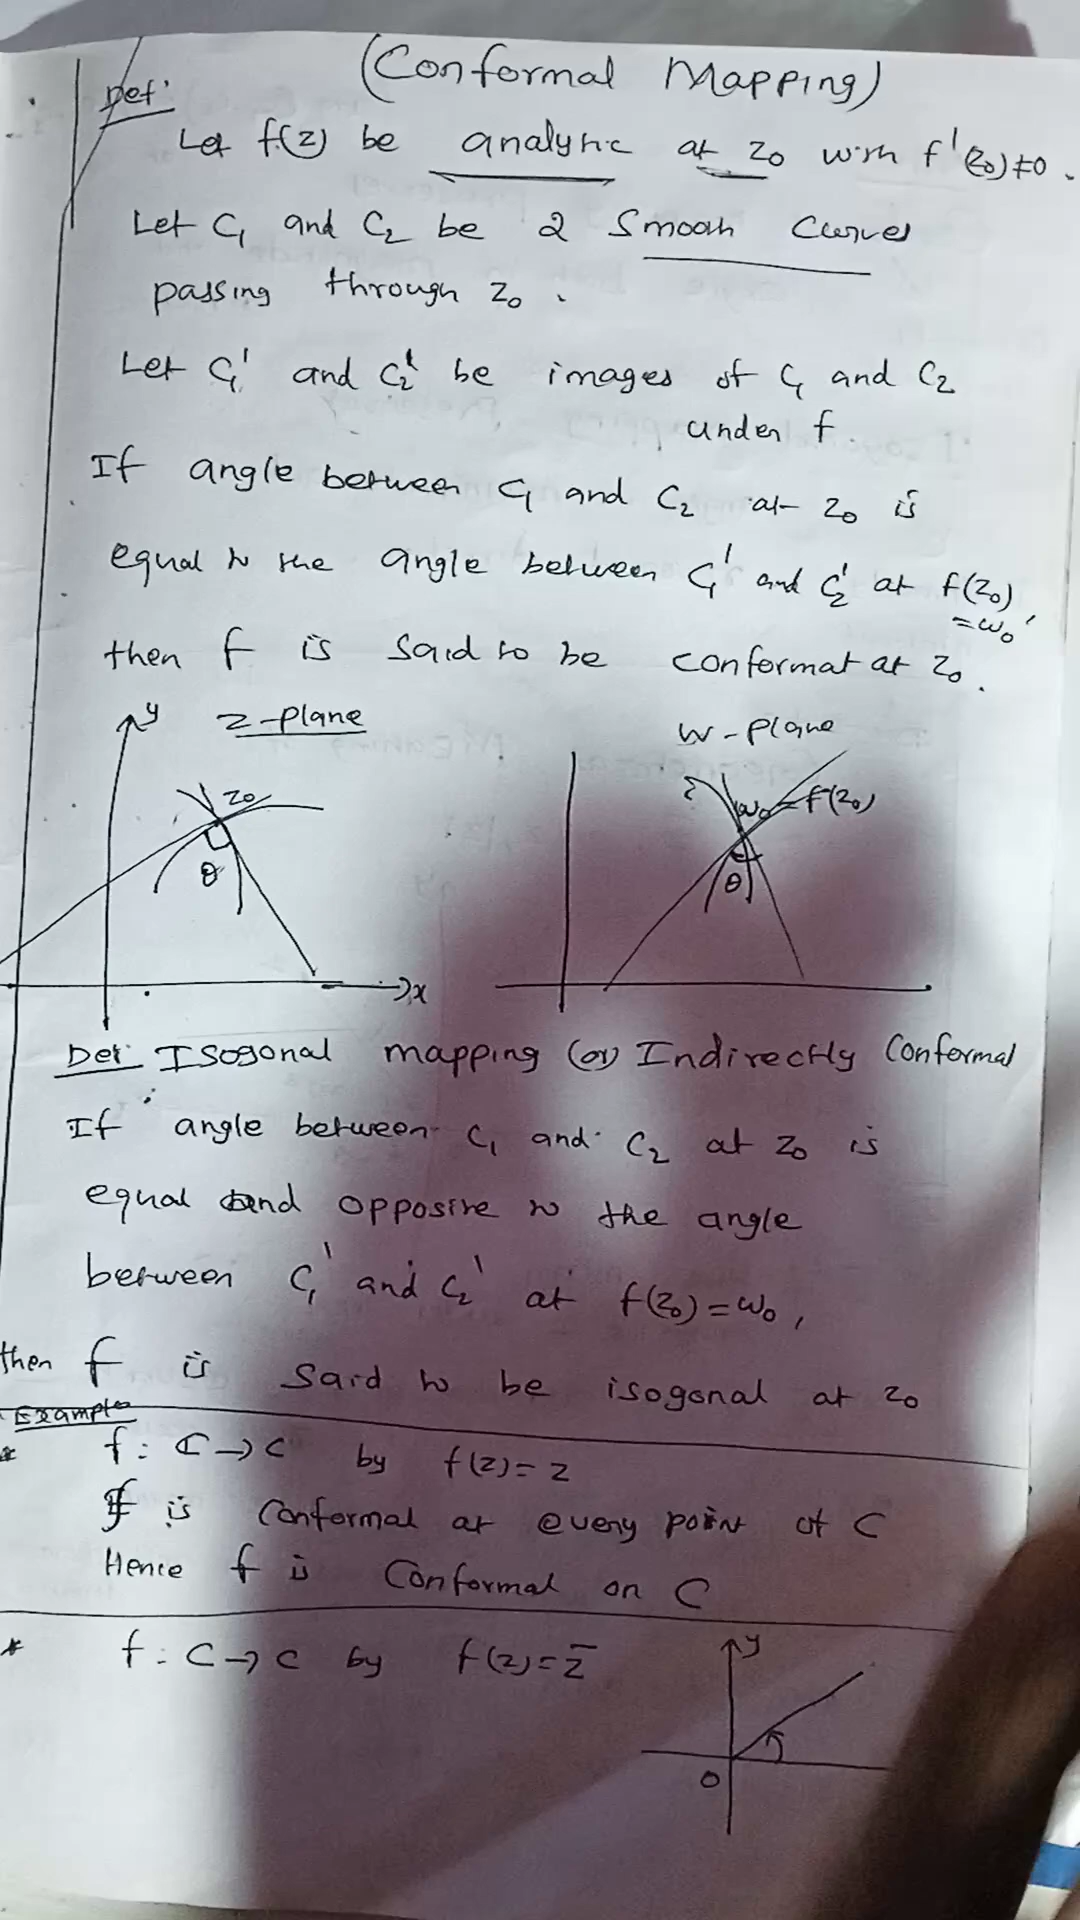 (Conformal Mapping)
Def:
Let f(z) be analytic at z₀ with f'(z₀)≠0.
Let C₁ and C₂ be 2 Smooth Curves
passing through z₀.
Let C₁' and C₂' be images of C₁ and C₂
under f
If angle between C₁ and C₂ at z₀ is
equal to the angle between C₁' and C₂' at f(z₀)
=ω₀,
then f is said to be conformal at z₀.
y z-plane
w-plane
z₀
ω₀=f(z₀)
θ
θ
x
Def: Isogonal mapping (or) Indirectly Conformal
If angle between C₁ and C₂ at z₀ is
equal and opposite to the angle
between C₁' and C₂' at f(z₀)=ω₀,
then f is said to be isogonal at z₀
Examples
* f: C→C by f(z)=z
f is Conformal at every point of C
Hence f is Conformal on C
* f: C→C by f(z)=z̄
y
O